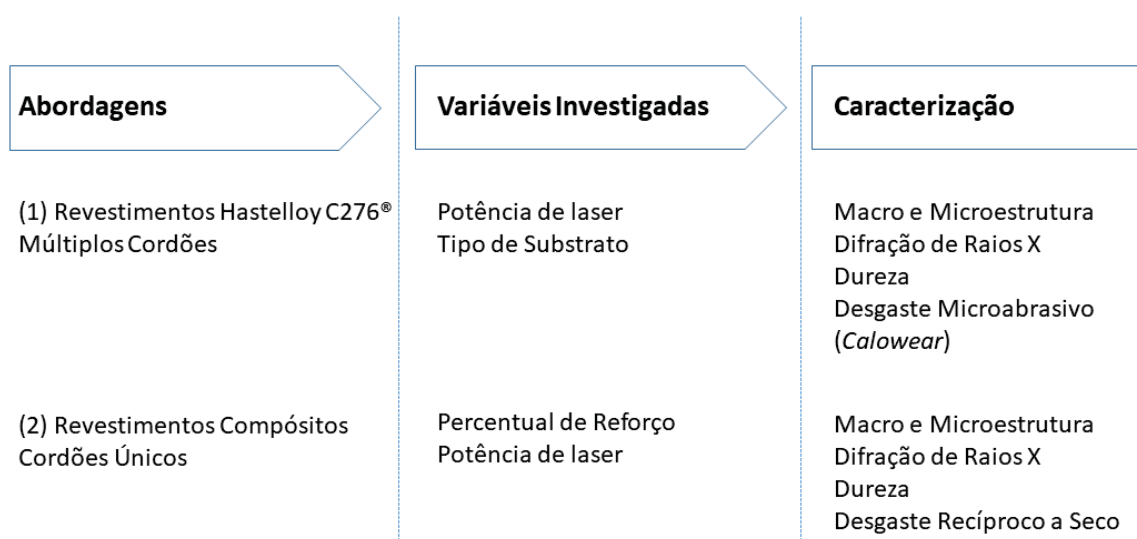 Abordagens
Variáveis Investigadas
Caracterização
(1) Revestimentos Hastelloy C276®
Múltiplos Cordões
Potência de laser
Tipo de Substrato
Macro e Microestrutura
Difração de Raios X
Dureza
Desgaste Microabrasivo
(Calowear)
(2) Revestimentos Compósitos
Cordões Únicos
Percentual de Reforço
Potência de laser
Macro e Microestrutura
Difração de Raios X
Dureza
Desgaste Recíproco a Seco